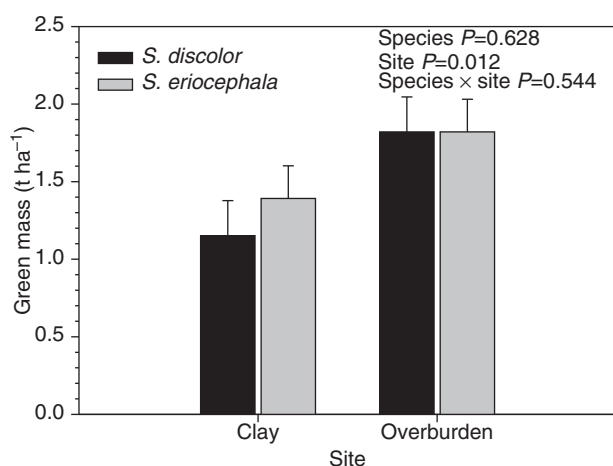 2.5
2.0
1.5
1.0
0.5
0.0
Green mass (t ha⁻¹)
S. discolor
S. eriocephala
Species P=0.628
Site P=0.012
Species × site P=0.544
Clay Overburden
Site